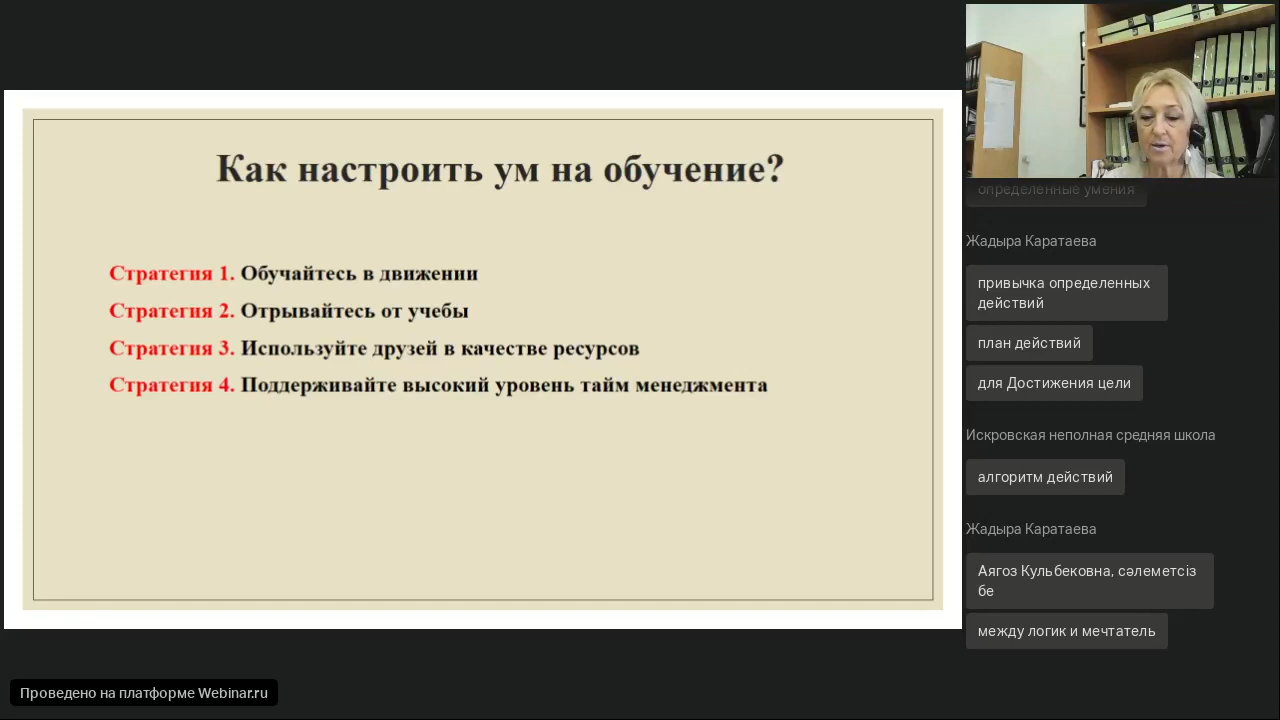 Как настроить ум на обучение?
Стратегия 1. Обучайтесь в движении
Стратегия 2. Отрывайтесь от учебы
Стратегия 3. Используйте друзей в качестве ресурсов
Стратегия 4. Поддерживайте высокий уровень тайм менеджмента
определенные умения
Жадыра Каратаева
привычка определенных
действий
план действий
для Достижения цели
Искровская неполная средняя школа
алгоритм действий
Жадыра Каратаева
Аягоз Кульбековна, сәлеметсіз
бе
между логик и мечтатель
Проведено на платформе Webinar.ru